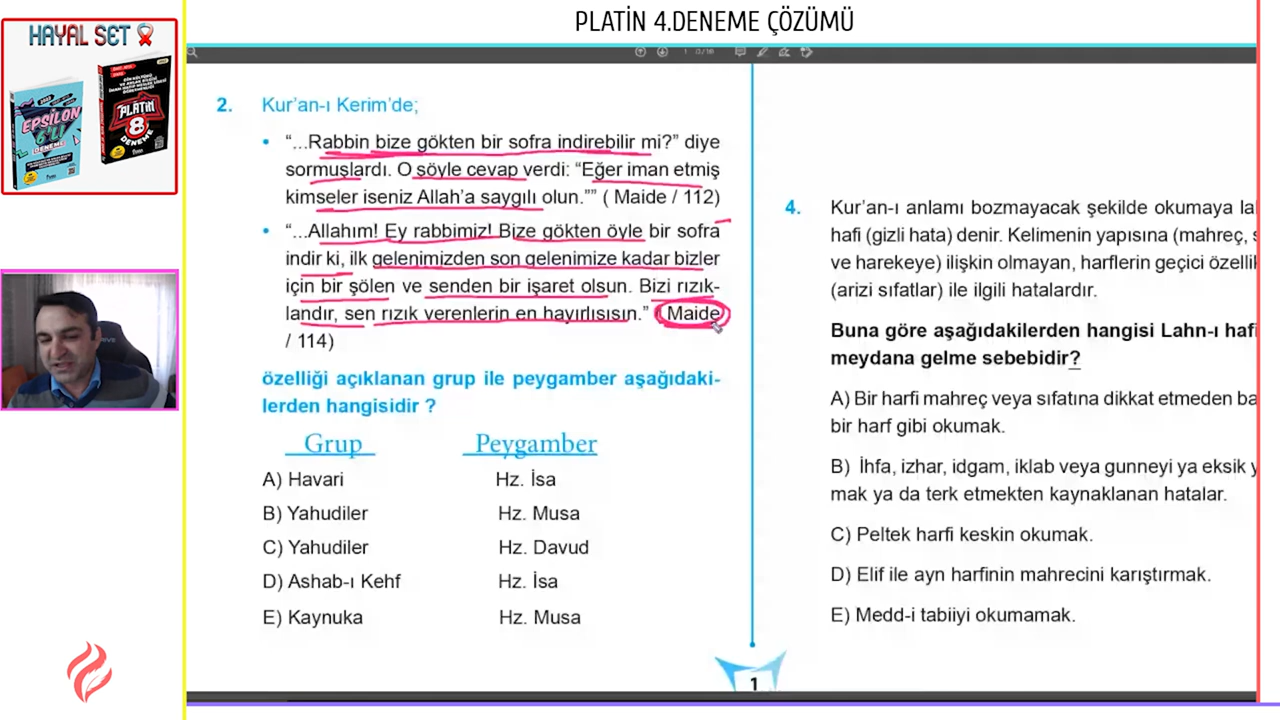 PLATİN 4.DENEME ÇÖZÜMÜ
HAYAL SET
EPSİLON
6'LI
DENEME
PLATİN
8
DENEME
2. Kur'an-ı Kerim'de;
• “...Rabbin bize gökten bir sofra indirebilir mi?” diye
sormuşlardı. O söyle cevap verdi: “Eğer iman etmiş
kimseler iseniz Allah'a saygılı olun.”” ( Maide / 112)
• “...Allahım! Ey rabbimiz! Bize gökten öyle bir sofra
indir ki, ilk gelenimizden son gelenimize kadar bizler
için bir şölen ve senden bir işaret olsun. Bizi rızık-
landır, sen rızık verenlerin en hayırlısısın.” ( Maide
/ 114)
özelliği açıklanan grup ile peygamber aşağıdaki-
lerden hangisidir ?
Grup Peygamber
A) Havari Hz. İsa
B) Yahudiler Hz. Musa
C) Yahudiler Hz. Davud
D) Ashab-ı Kehf Hz. İsa
E) Kaynuka Hz. Musa
4. Kur'an-ı anlamı bozmayacak şekilde okumaya la
hafi (gizli hata) denir. Kelimenin yapısına (mahreç, s
ve harekeye) ilişkin olmayan, harflerin geçici özelli
(arizi sıfatlar) ile ilgili hatalardır.
Buna göre aşağıdakilerden hangisi Lahn-ı hafi
meydana gelme sebebidir?
A) Bir harfi mahreç veya sıfatına dikkat etmeden ba
bir harf gibi okumak.
B) İhfa, izhar, idgam, iklab veya gunneyi ya eksik y
mak ya da terk etmekten kaynaklanan hatalar.
C) Peltek harfi keskin okumak.
D) Elif ile ayn harfinin mahrecini karıştırmak.
E) Medd-i tabiiyi okumamak.
1